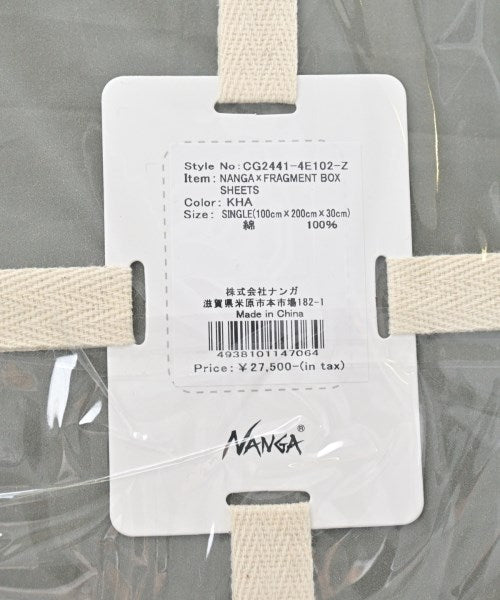 Style No: CG2441-4E102-Z
Item: NANGA×FRAGMENT BOX
SHEETS
Color: KHA
Size: SINGLE(100cm×200cm×30cm)
綿 100%
株式会社ナンガ
滋賀県米原市本市場182-1
Made in China
4938101147064
Price: ¥27,500-(in tax)
NANGA®